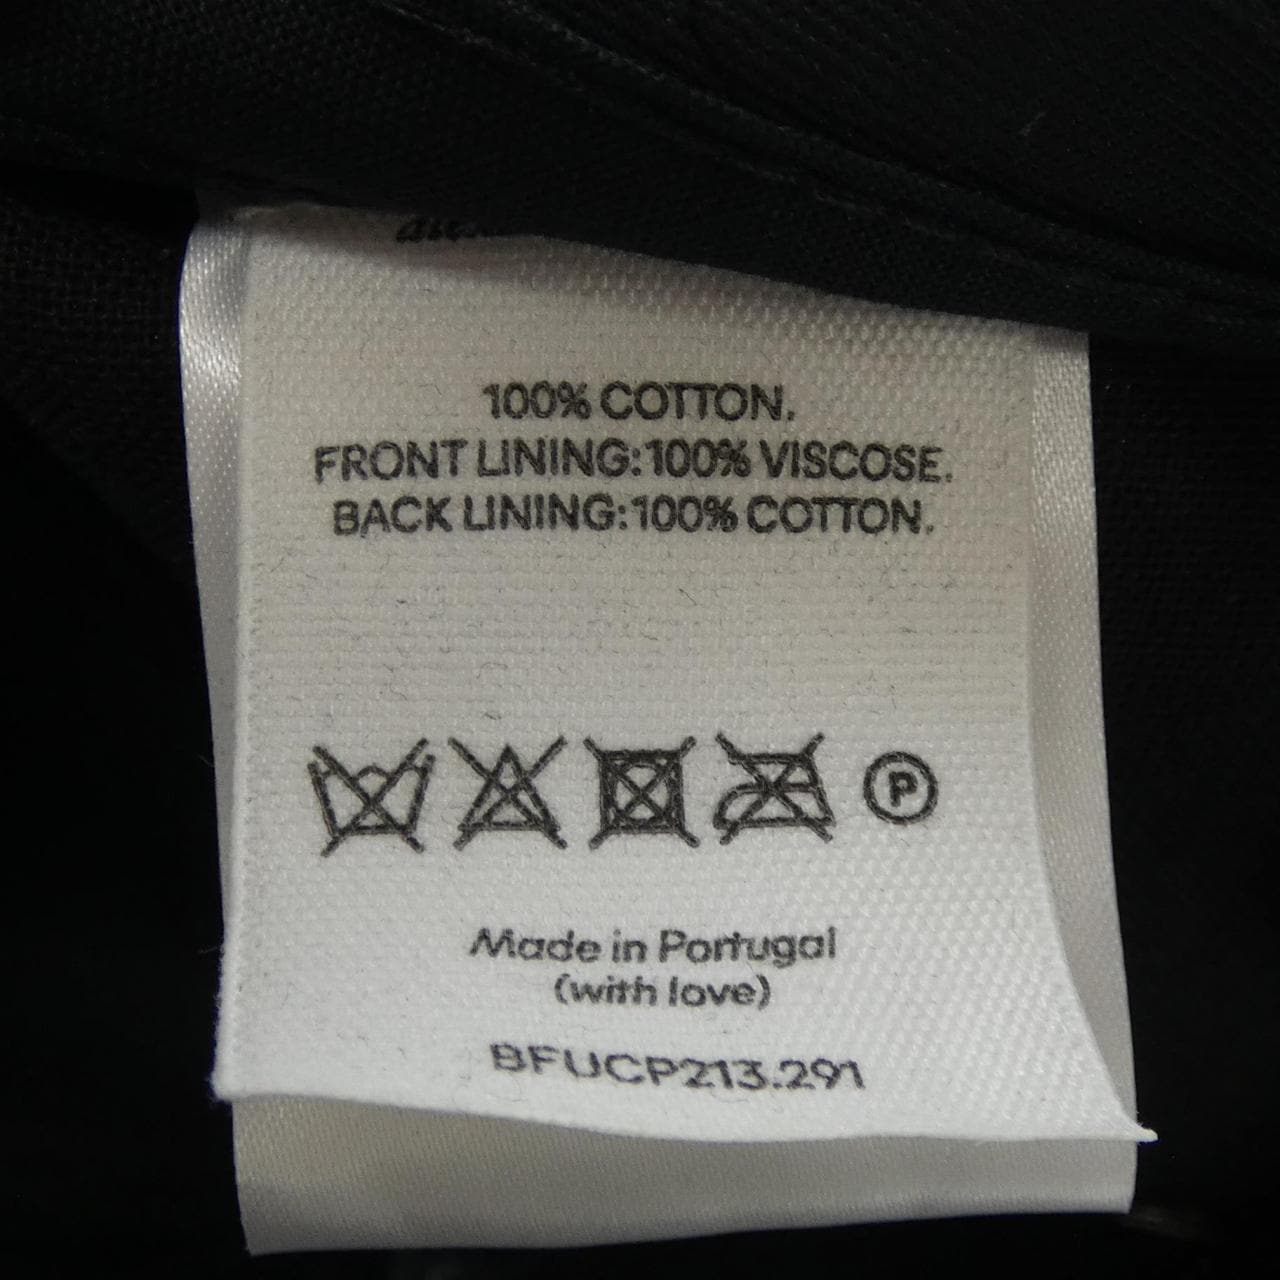 100% COTTON.
FRONT LINING:100% VISCOSE.
BACK LINING:100% COTTON.
P
Made in Portugal
(with love)
BFUCP213.291